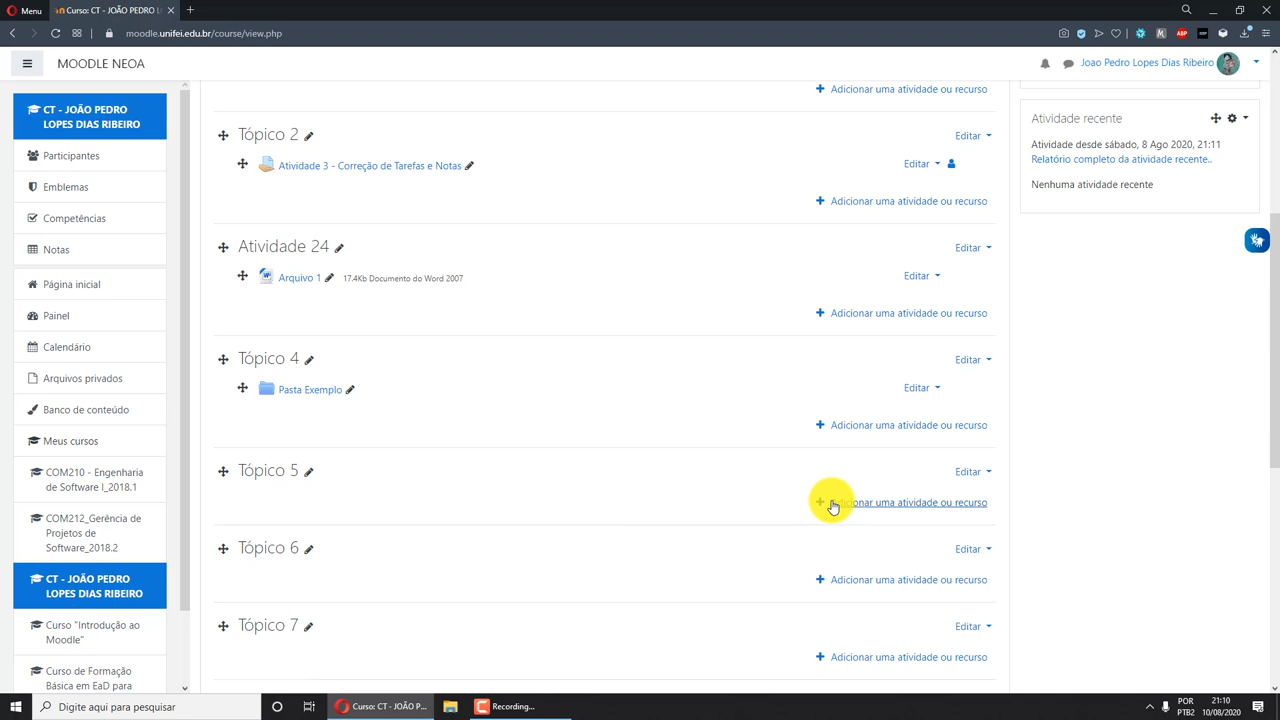 Menu
Curso: JOÃO PEDRO L
moodle.unifei.edu.br/course/view.php
MOODLE NEOA
Joao Pedro Lopes Dias Ribeiro
CT - JOÃO PEDRO
LOPES DIAS RIBEIRO
Participantes
Emblemas
Competências
Notas
Página inicial
Painel
Calendário
Arquivos privados
Banco de conteúdo
Meus cursos
COM210 - Engenharia
de Software I_2018.1
COM212_Gerência de
Projetos de
Software_2018.2
CT - JOÃO PEDRO
LOPES DIAS RIBEIRO
Curso "Introdução ao
Moodle"
Curso de Formação
Básica em EaD para
Adicionar uma atividade ou recurso
Tópico 2
Editar
Atividade 3 - Correção de Tarefas e Notas
Editar
Adicionar uma atividade ou recurso
Atividade 24
Editar
Arquivo 1 17.4Kb Documento do Word 2007
Editar
Adicionar uma atividade ou recurso
Tópico 4
Editar
Pasta Exemplo
Editar
Adicionar uma atividade ou recurso
Tópico 5
Editar
Adicionar uma atividade ou recurso
Tópico 6
Editar
Adicionar uma atividade ou recurso
Tópico 7
Editar
Adicionar uma atividade ou recurso
Atividade recente
Atividade desde sábado, 8 Ago 2020, 21:11
Relatório completo da atividade recente..
Nenhuma atividade recente
ABP
Digite aqui para pesquisar
Curso: CT - JOÃO P...
Recording...
POR
PTB2
21:10
10/08/2020